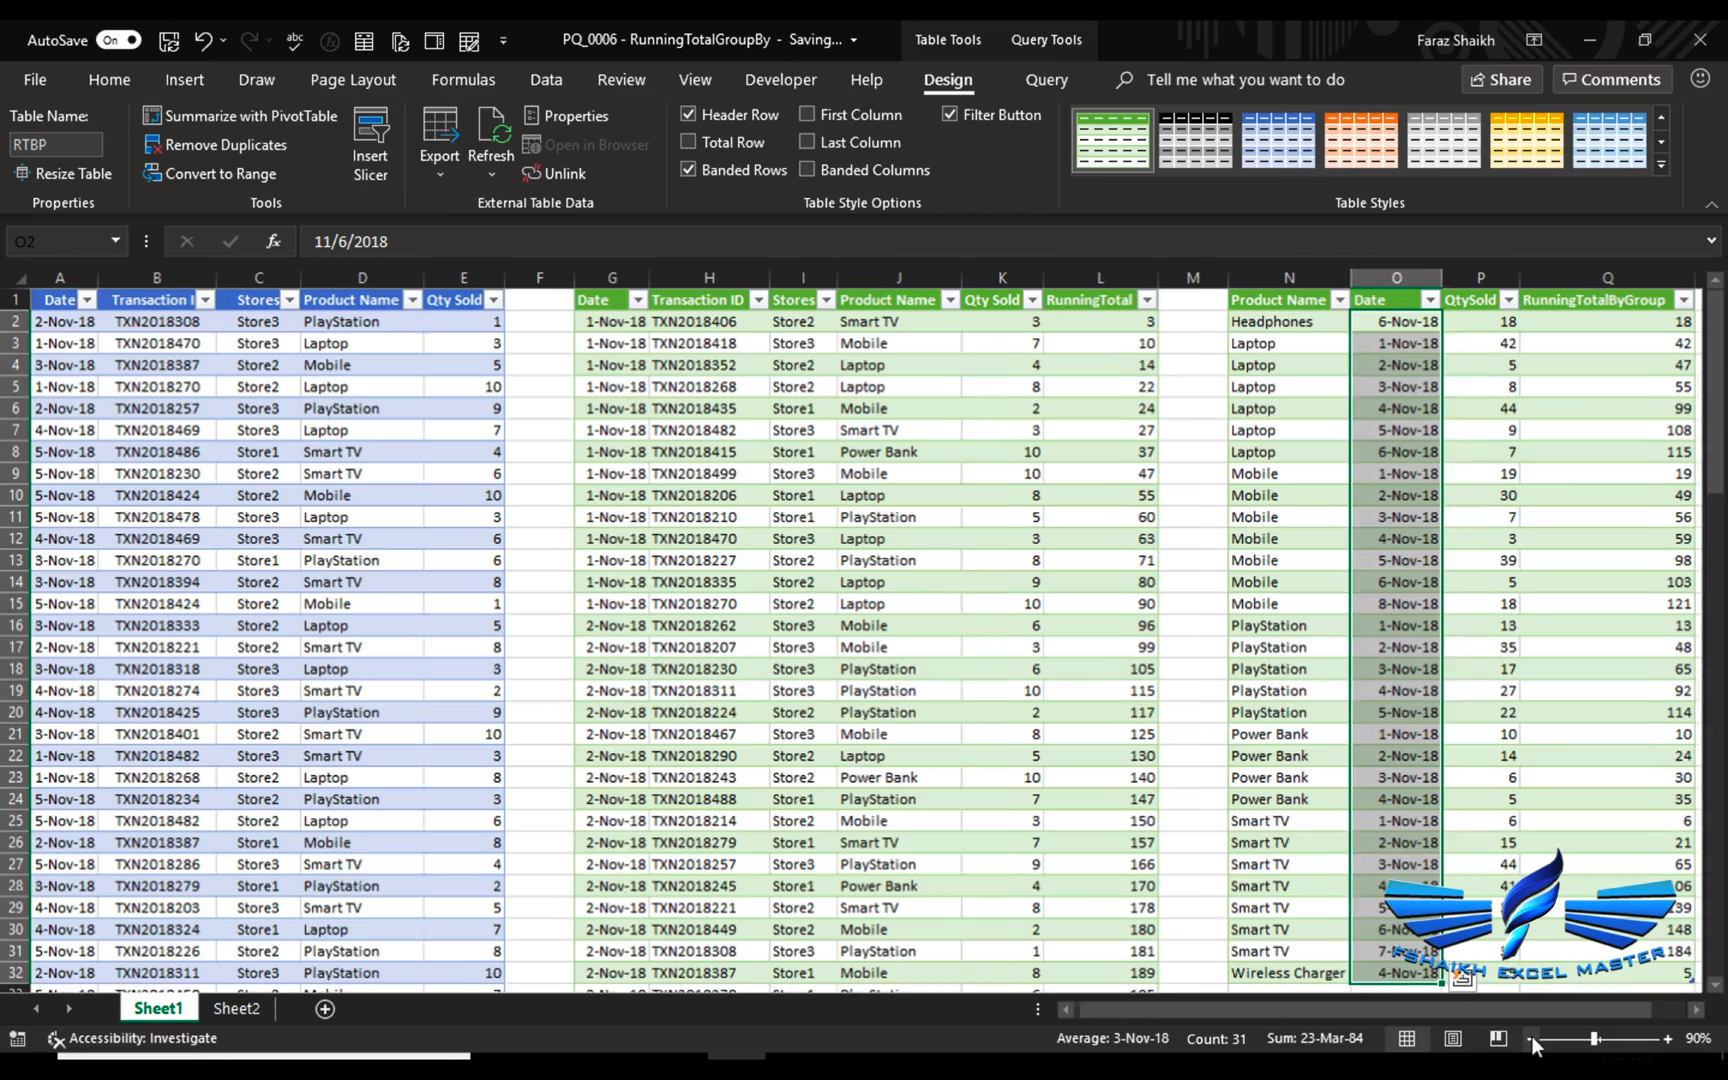 AutoSave On PQ_0006 - RunningTotalGroupBy - Saving... Table Tools Query Tools Faraz Shaikh
File Home Insert Draw Page Layout Formulas Data Review View Developer Help Design Query Tell me what you want to do Share Comments
Table Name: Summarize with PivotTable Properties Header Row First Column Filter Button
RTBP Remove Duplicates Open in Browser Total Row Last Column
Resize Table Convert to Range Insert Slicer Export Refresh Unlink Banded Rows Banded Columns
Properties Tools External Table Data Table Style Options Table Styles
O2 fx 11/6/2018
A B C D E F G H I J K L M N O P Q
1 Date Transaction I Stores Product Name Qty Sold Date Transaction ID Stores Product Name Qty Sold RunningTotal Product Name Date QtySold RunningTotalByGroup
2 2-Nov-18 TXN2018308 Store3 PlayStation 1 1-Nov-18 TXN2018406 Store2 Smart TV 3 3 Headphones 6-Nov-18 18 18
3 1-Nov-18 TXN2018470 Store3 Laptop 3 1-Nov-18 TXN2018418 Store3 Mobile 7 10 Laptop 1-Nov-18 42 42
4 3-Nov-18 TXN2018387 Store2 Mobile 5 1-Nov-18 TXN2018352 Store2 Laptop 4 14 Laptop 2-Nov-18 5 47
5 1-Nov-18 TXN2018270 Store2 Laptop 10 1-Nov-18 TXN2018268 Store2 Laptop 8 22 Laptop 3-Nov-18 8 55
6 2-Nov-18 TXN2018257 Store3 PlayStation 9 1-Nov-18 TXN2018435 Store1 Mobile 2 24 Laptop 4-Nov-18 44 99
7 4-Nov-18 TXN2018469 Store3 Laptop 7 1-Nov-18 TXN2018482 Store3 Smart TV 3 27 Laptop 5-Nov-18 9 108
8 5-Nov-18 TXN2018486 Store1 Smart TV 4 1-Nov-18 TXN2018415 Store1 Power Bank 10 37 Laptop 6-Nov-18 7 115
9 5-Nov-18 TXN2018230 Store2 Smart TV 6 1-Nov-18 TXN2018499 Store3 Mobile 10 47 Mobile 1-Nov-18 19 19
10 5-Nov-18 TXN2018424 Store2 Mobile 10 1-Nov-18 TXN2018206 Store1 Laptop 8 55 Mobile 2-Nov-18 30 49
11 5-Nov-18 TXN2018478 Store3 Laptop 3 1-Nov-18 TXN2018210 Store1 PlayStation 5 60 Mobile 3-Nov-18 7 56
12 4-Nov-18 TXN2018469 Store3 Smart TV 6 1-Nov-18 TXN2018470 Store3 Laptop 3 63 Mobile 4-Nov-18 3 59
13 3-Nov-18 TXN2018270 Store1 PlayStation 6 1-Nov-18 TXN2018227 Store2 PlayStation 8 71 Mobile 5-Nov-18 39 98
14 3-Nov-18 TXN2018394 Store2 Smart TV 8 1-Nov-18 TXN2018335 Store2 Laptop 9 80 Mobile 6-Nov-18 5 103
15 5-Nov-18 TXN2018424 Store2 Mobile 1 1-Nov-18 TXN2018270 Store2 Laptop 10 90 Mobile 8-Nov-18 18 121
16 3-Nov-18 TXN2018333 Store2 Laptop 5 2-Nov-18 TXN2018262 Store3 Mobile 6 96 PlayStation 1-Nov-18 13 13
17 2-Nov-18 TXN2018221 Store2 Smart TV 8 2-Nov-18 TXN2018207 Store3 Mobile 3 99 PlayStation 2-Nov-18 35 48
18 3-Nov-18 TXN2018318 Store3 Laptop 3 2-Nov-18 TXN2018230 Store3 PlayStation 6 105 PlayStation 3-Nov-18 17 65
19 4-Nov-18 TXN2018274 Store3 Smart TV 2 2-Nov-18 TXN2018311 Store3 PlayStation 10 115 PlayStation 4-Nov-18 27 92
20 4-Nov-18 TXN2018425 Store3 PlayStation 9 2-Nov-18 TXN2018224 Store2 PlayStation 2 117 PlayStation 5-Nov-18 22 114
21 3-Nov-18 TXN2018401 Store2 Smart TV 10 2-Nov-18 TXN2018467 Store3 Mobile 8 125 Power Bank 1-Nov-18 10 10
22 1-Nov-18 TXN2018482 Store3 Smart TV 3 2-Nov-18 TXN2018290 Store2 Laptop 5 130 Power Bank 2-Nov-18 14 24
23 1-Nov-18 TXN2018268 Store2 Laptop 8 2-Nov-18 TXN2018243 Store2 Power Bank 10 140 Power Bank 3-Nov-18 6 30
24 5-Nov-18 TXN2018234 Store2 PlayStation 3 2-Nov-18 TXN2018488 Store1 PlayStation 7 147 Power Bank 4-Nov-18 5 35
25 5-Nov-18 TXN2018482 Store2 Laptop 6 2-Nov-18 TXN2018214 Store2 Mobile 3 150 Smart TV 1-Nov-18 6 6
26 2-Nov-18 TXN2018387 Store1 Mobile 8 2-Nov-18 TXN2018279 Store1 Smart TV 7 157 Smart TV 2-Nov-18 15 21
27 5-Nov-18 TXN2018286 Store3 Smart TV 4 2-Nov-18 TXN2018257 Store3 PlayStation 9 166 Smart TV 3-Nov-18 44 65
28 3-Nov-18 TXN2018279 Store1 PlayStation 2 2-Nov-18 TXN2018245 Store1 Power Bank 4 170 Smart TV
29 4-Nov-18 TXN2018203 Store3 Smart TV 5 2-Nov-18 TXN2018221 Store2 Smart TV 8 178 Smart TV
30 4-Nov-18 TXN2018324 Store1 Laptop 7 2-Nov-18 TXN2018449 Store2 Mobile 2 180 Smart TV 148
31 5-Nov-18 TXN2018226 Store2 PlayStation 8 2-Nov-18 TXN2018308 Store3 PlayStation 1 181 Smart TV 184
32 2-Nov-18 TXN2018311 Store3 PlayStation 10 2-Nov-18 TXN2018387 Store1 Mobile 8 189 Wireless Charger 4-Nov-18 5
FSHAIKH EXCEL MASTER
Sheet1 Sheet2
Accessibility: Investigate Average: 3-Nov-18 Count: 31 Sum: 23-Mar-84 90%